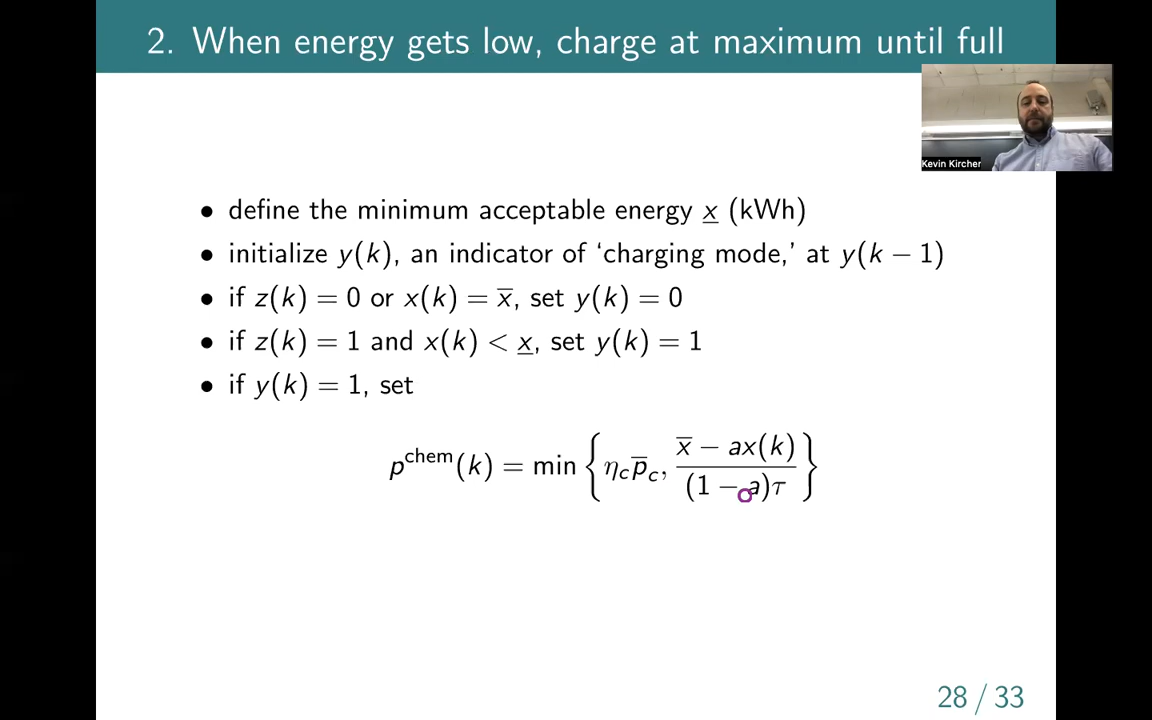 2. When energy gets low, charge at maximum until full
Kevin Kircher
• define the minimum acceptable energy x̲ (kWh)
• initialize y(k), an indicator of ‘charging mode,’ at y(k − 1)
• if z(k) = 0 or x(k) = x̅, set y(k) = 0
• if z(k) = 1 and x(k) < x̲, set y(k) = 1
• if y(k) = 1, set
p^chem(k) = min { η_c p̅_c, (x̅ − ax(k)) / ((1 − a)τ) }
28 / 33